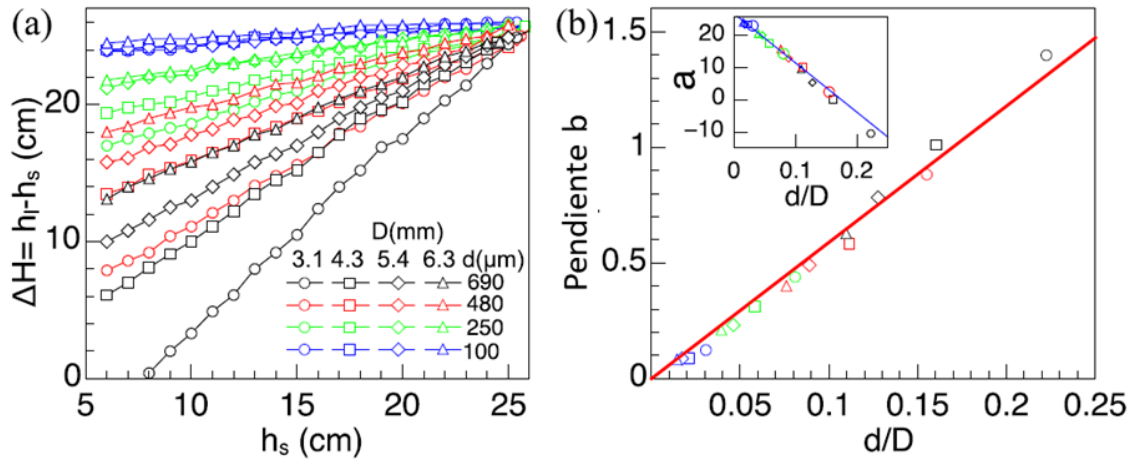 (a)
ΔH= hₗ-hₛ (cm)
20
10
0
5
10
15
20
25
hₛ (cm)
D(mm)
3.1 4.3 5.4 6.3 d(μm)
690
480
250
100
(b)
Pendiente b
1.5
1
0.5
0
0.05
0.1
0.15
0.2
0.25
d/D
a
20
10
0
−10
0
0.1
0.2
d/D